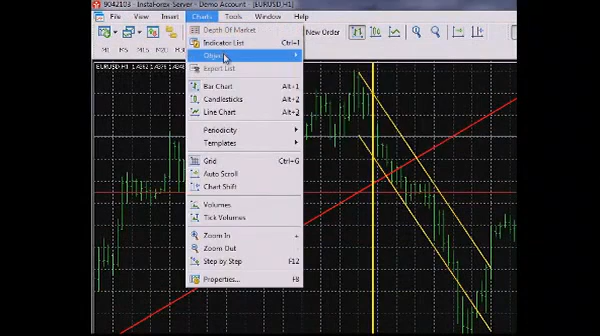 9042103 - InstaForex-Server - Demo Account - [EURUSD,H1]
File View Insert Charts Tools Window Help
New Order
M1 M5 M15
EURUSD,H1
Depth Of Market
Indicator List Ctrl+I
Objects
Expert List
Bar Chart Alt+1
Candlesticks Alt+2
Line Chart Alt+3
Periodicity
Templates
Grid Ctrl+G
Auto Scroll
Chart Shift
Volumes
Tick Volumes
Zoom In +
Zoom Out -
Step by Step F12
Properties... F8